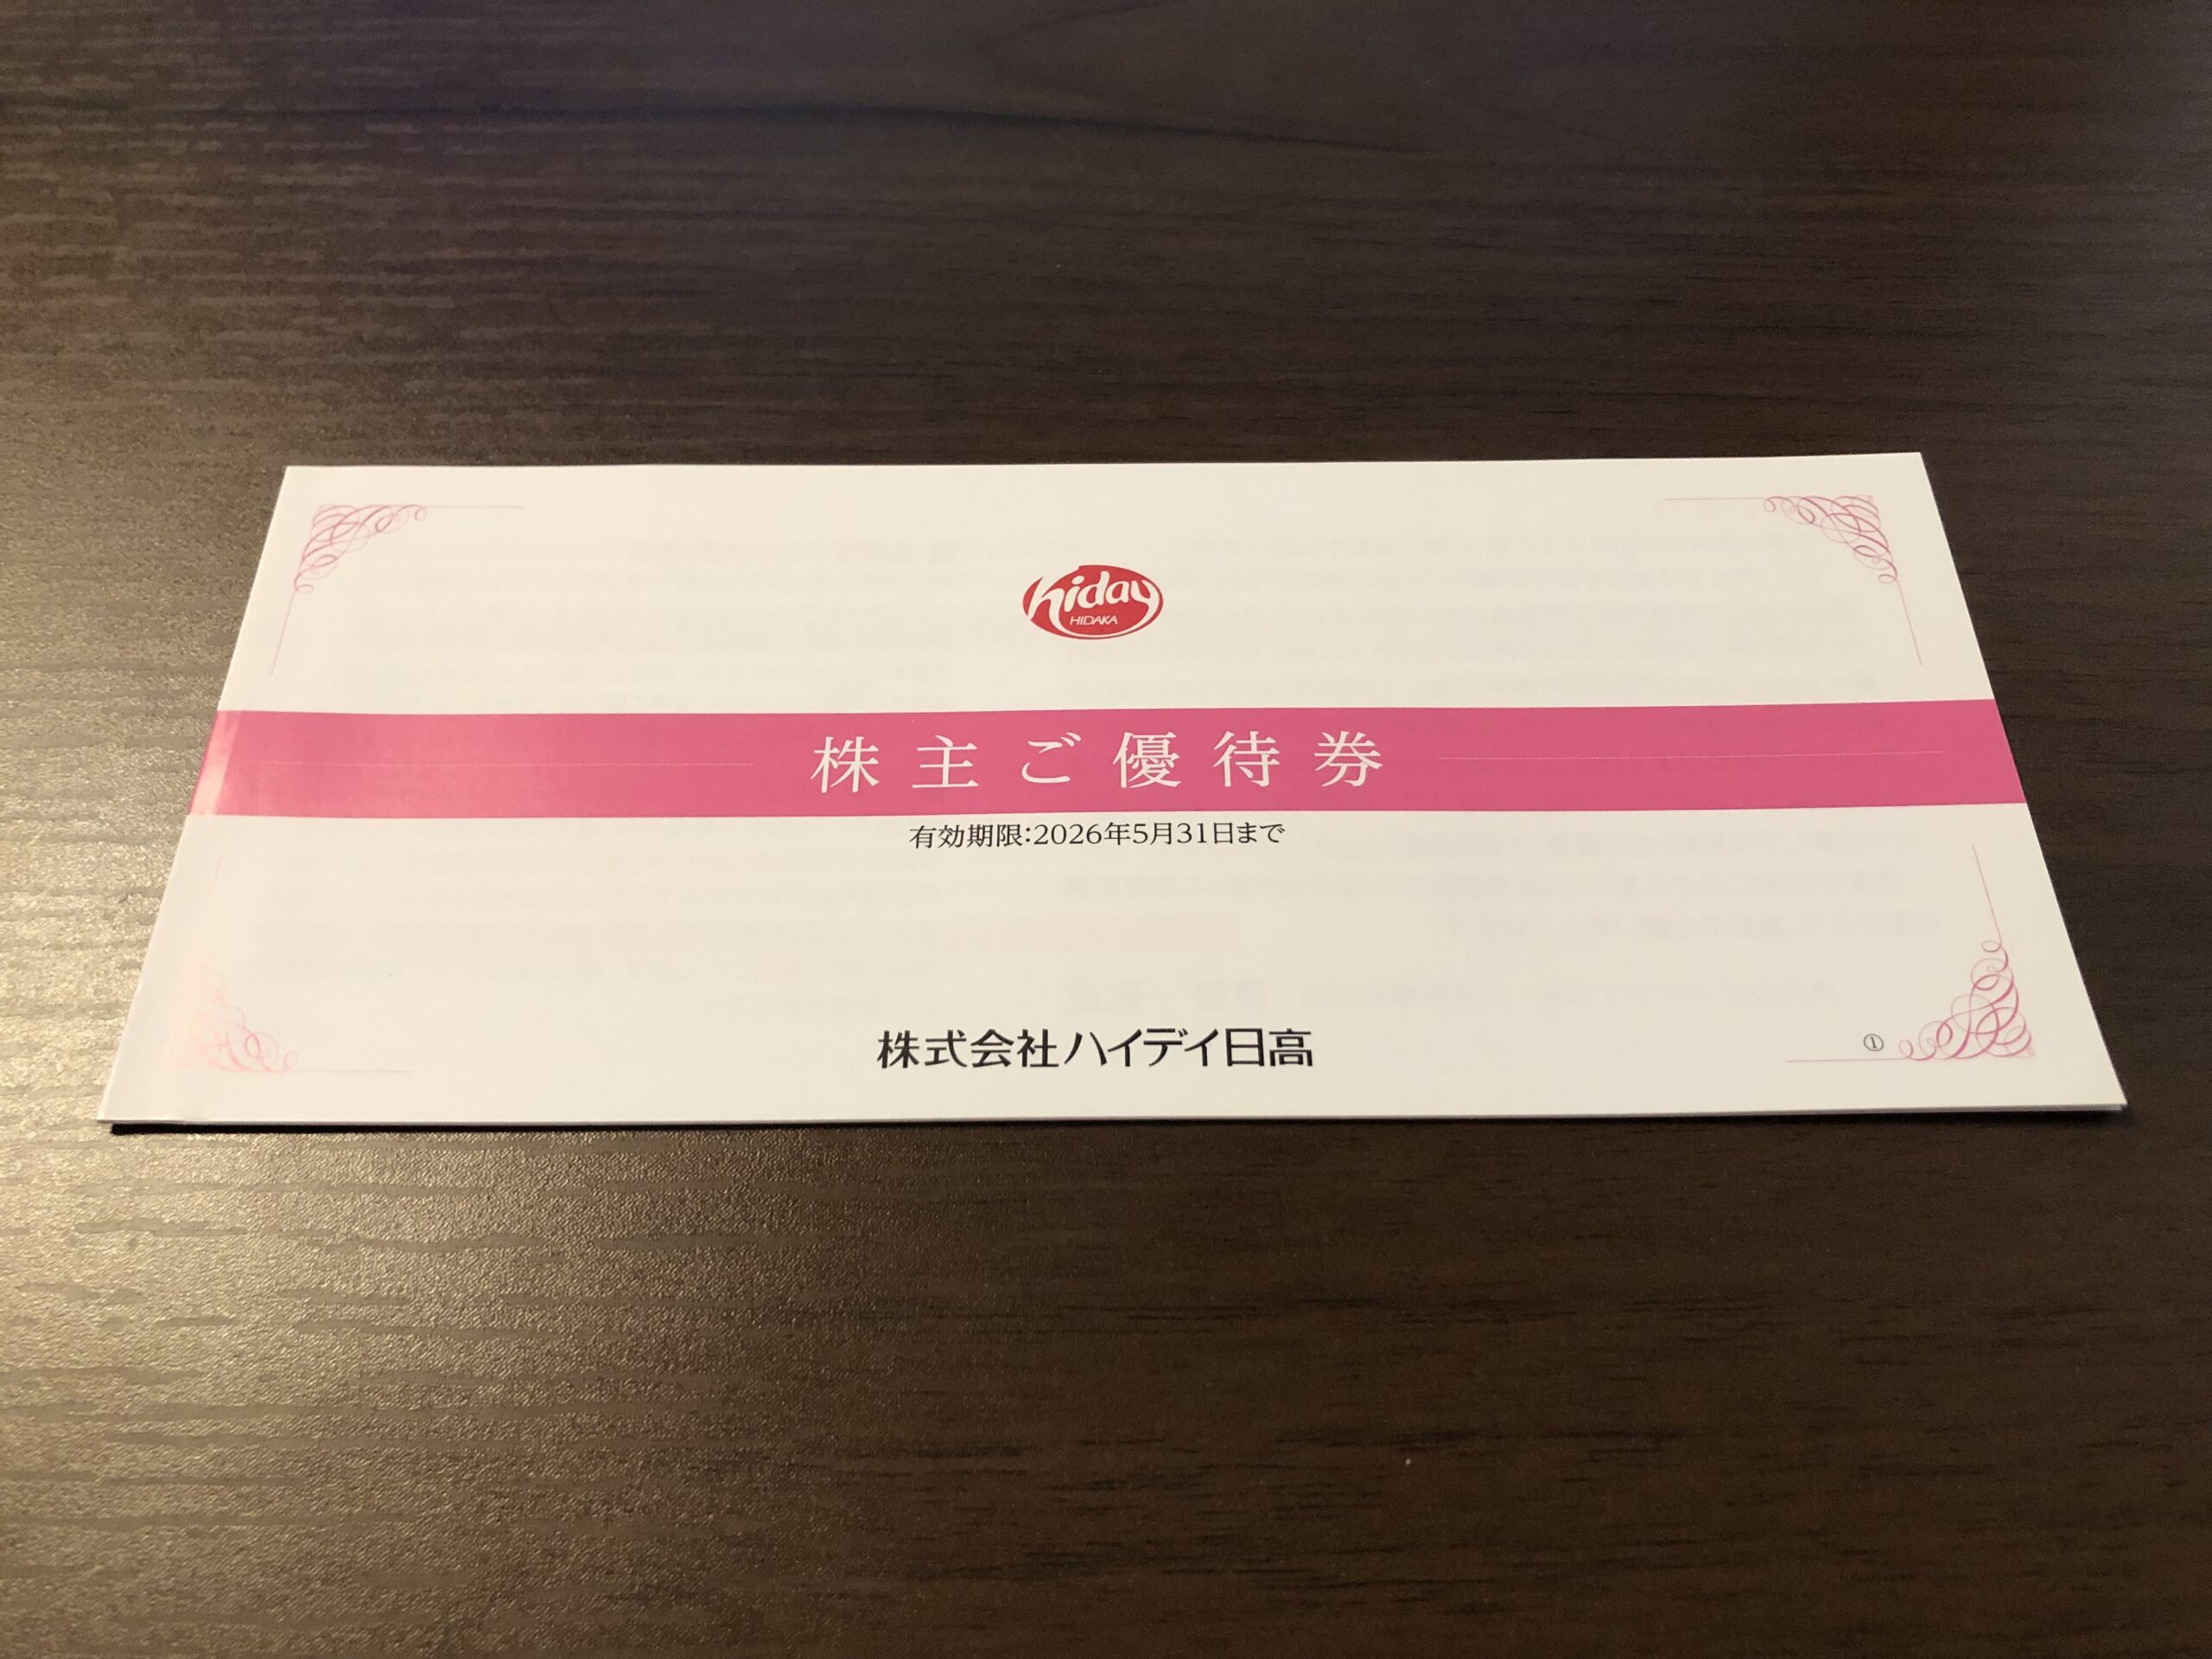 hiday
HIDAKA
株主ご優待券
有効期限:2026年5月31日まで
株式会社ハイデイ日高
①